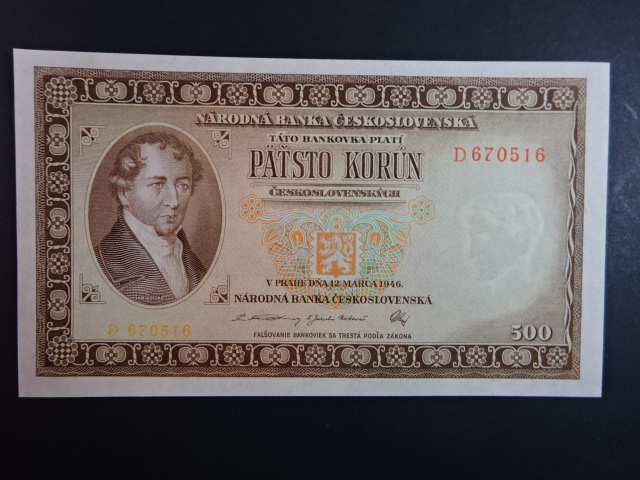 NÁRODNÁ BANKA ČESKOSLOVENSKÁ
TÁTO BANKOVKA PLATÍ
PÄŤSTO KORÚN
ČESKOSLOVENSKÝCH
D 670516
V PRAHE DŇA 12. MARCA 1946.
NÁRODNÁ BANKA ČESKOSLOVENSKÁ
D 670516
500
FALŠOVANIE BANKOVIEK SA TRESTÁ PODĽA ZÁKONA